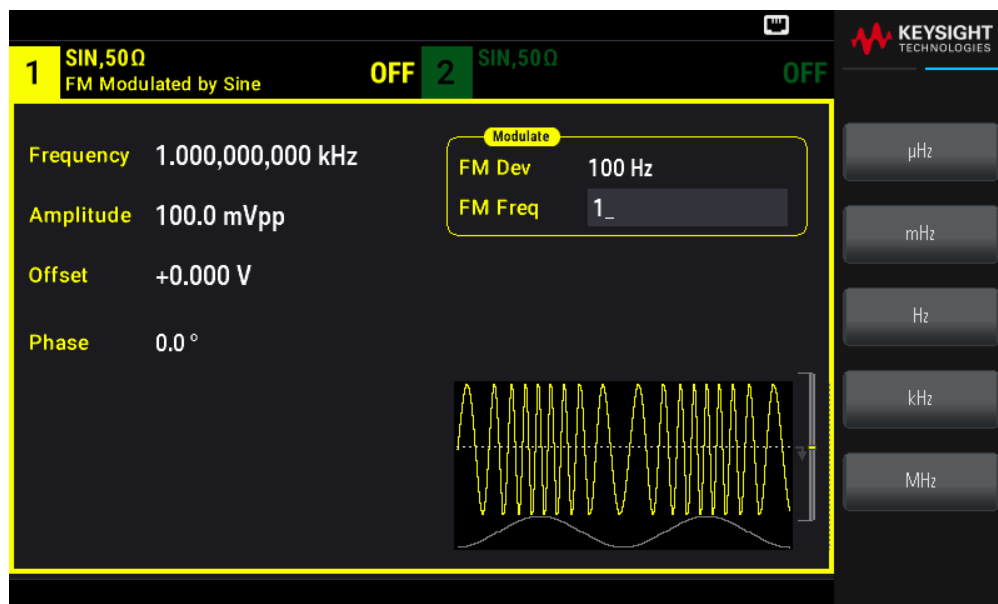 KEYSIGHT
TECHNOLOGIES
1 SIN,50Ω OFF
FM Modulated by Sine
2 SIN,50Ω OFF
Frequency 1.000,000,000 kHz
Amplitude 100.0 mVpp
Offset +0.000 V
Phase 0.0 °
Modulate
FM Dev 100 Hz
FM Freq 1_
µHz
mHz
Hz
kHz
MHz